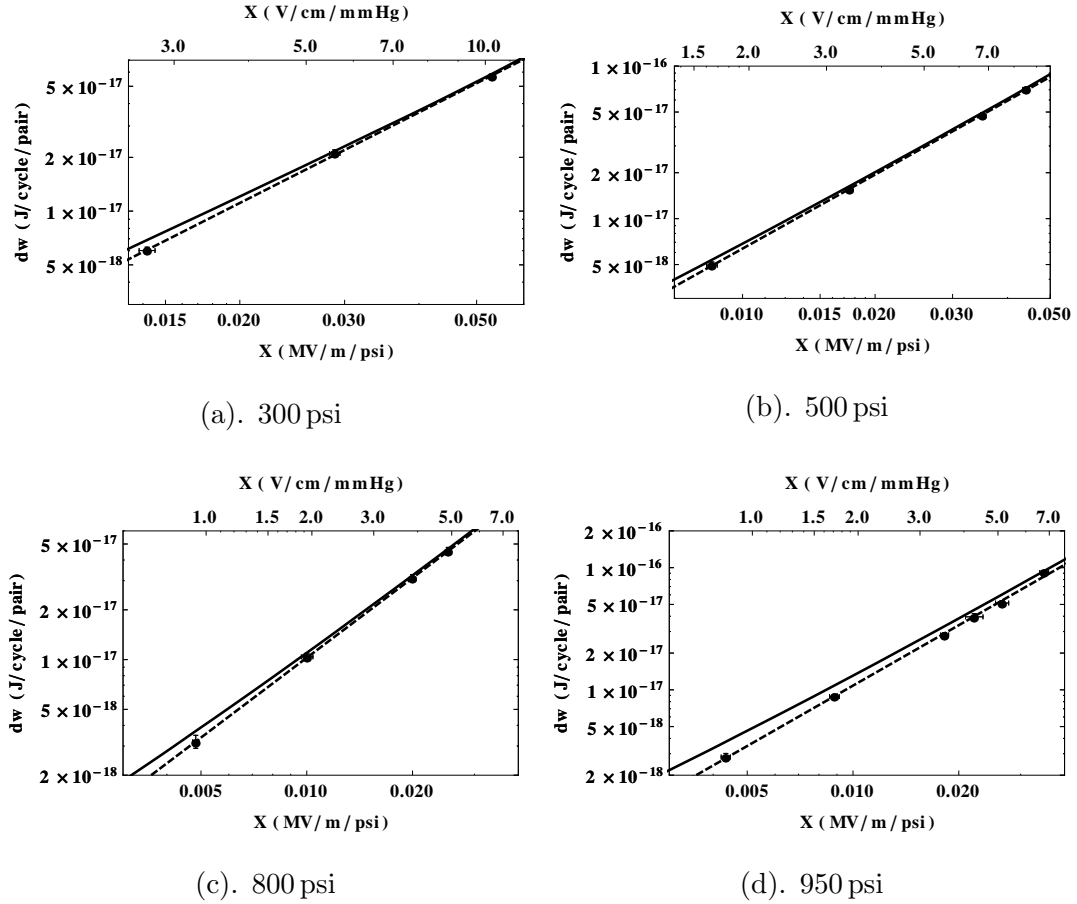 X ( V/ cm/ mmHg)
3.0 5.0 7.0 10.0
dw ( J/ cycle/ pair)
5 × 10⁻¹⁷
2 × 10⁻¹⁷
1 × 10⁻¹⁷
5 × 10⁻¹⁸
0.015 0.020 0.030 0.050
X ( MV/ m/ psi)
(a). 300 psi
X ( V/ cm/ mmHg)
1.5 2.0 3.0 5.0 7.0
dw ( J/ cycle/ pair)
1 × 10⁻¹⁶
5 × 10⁻¹⁷
2 × 10⁻¹⁷
1 × 10⁻¹⁷
5 × 10⁻¹⁸
0.010 0.015 0.020 0.030 0.050
X ( MV/ m/ psi)
(b). 500 psi
X ( V/ cm/ mmHg)
1.0 1.5 2.0 3.0 5.0 7.0
dw ( J/ cycle/ pair)
5 × 10⁻¹⁷
2 × 10⁻¹⁷
1 × 10⁻¹⁷
5 × 10⁻¹⁸
2 × 10⁻¹⁸
0.005 0.010 0.020
X ( MV/ m/ psi)
(c). 800 psi
X ( V/ cm/ mmHg)
1.0 2.0 3.0 5.0 7.0
dw ( J/ cycle/ pair)
2 × 10⁻¹⁶
1 × 10⁻¹⁶
5 × 10⁻¹⁷
2 × 10⁻¹⁷
1 × 10⁻¹⁷
5 × 10⁻¹⁸
2 × 10⁻¹⁸
0.005 0.010 0.020
X ( MV/ m/ psi)
(d). 950 psi